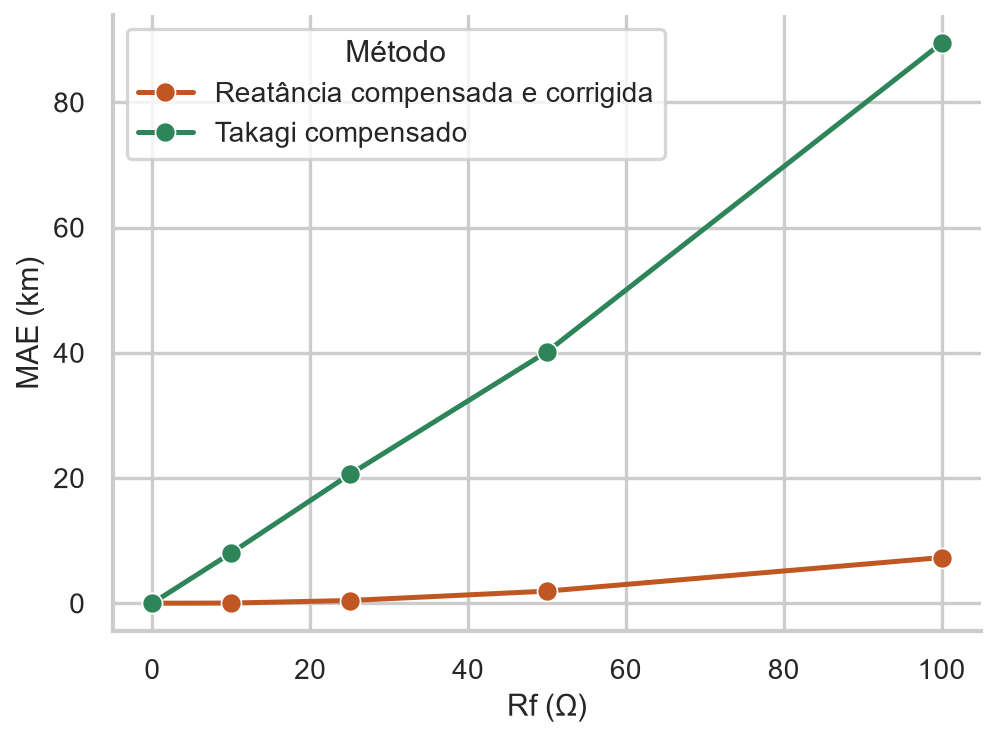 Método
Reatância compensada e corrigida
Takagi compensado
80
60
40
20
0
MAE (km)
0 20 40 60 80 100
Rf (Ω)